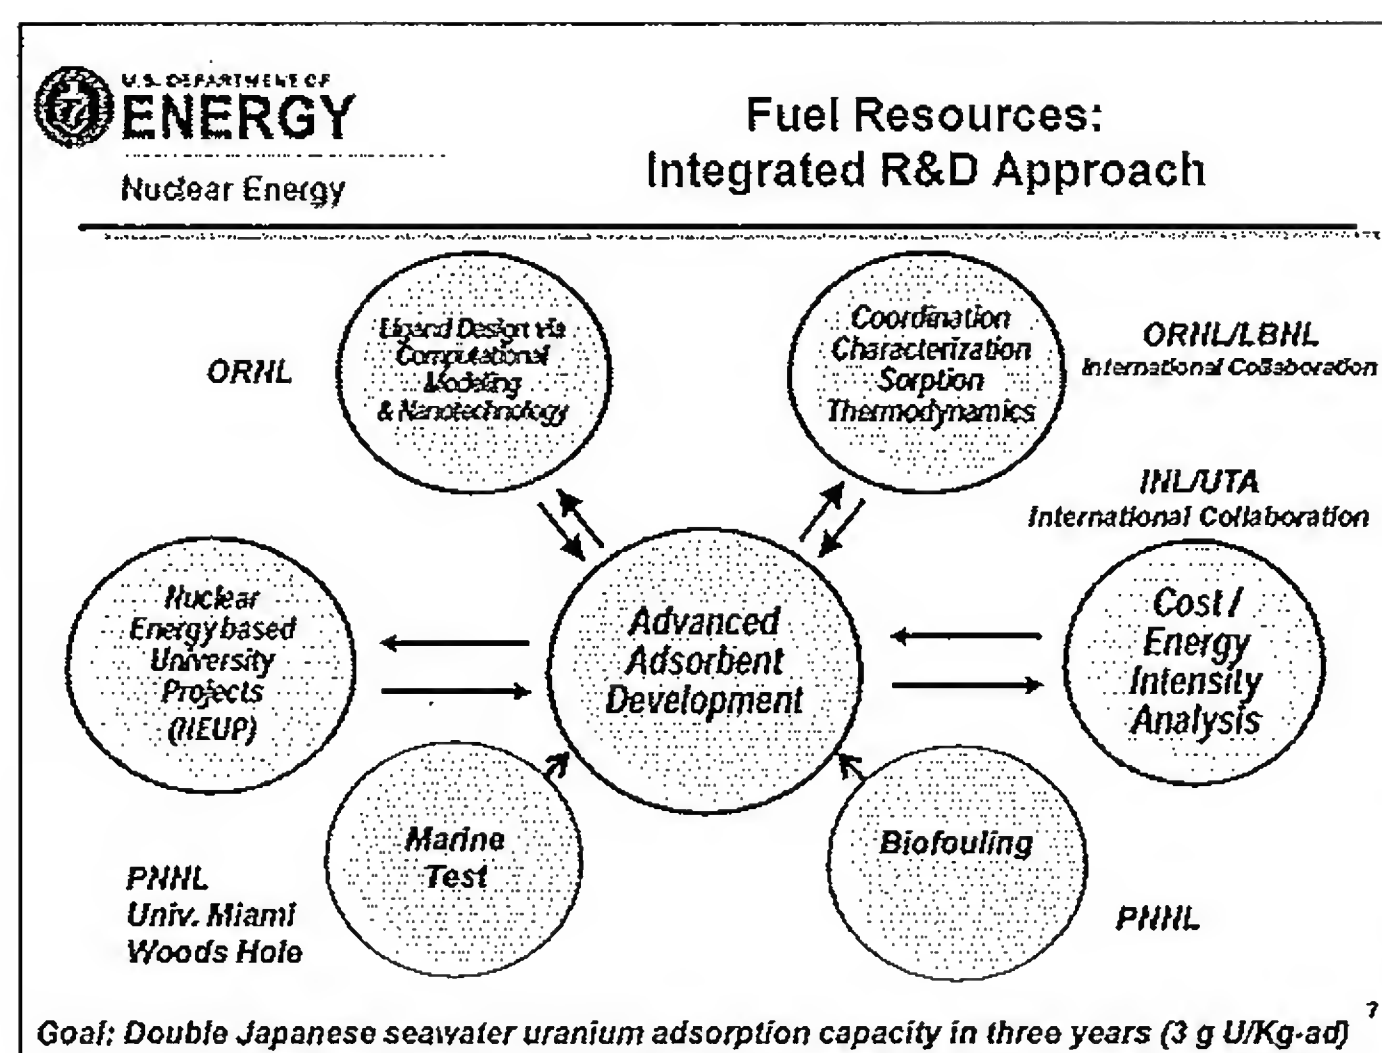 U.S. DEPARTMENT OF
ENERGY
Nuclear Energy
Fuel Resources:
Integrated R&D Approach
ORNL
Ligand Design via
Computational
Modeling
& Nanotechnology
Coordination
Characterization
Sorption
Thermodynamics
ORNL/LBNL
International Collaboration
INL/UTA
International Collaboration
Nuclear
Energy based
University
Projects
(NEUP)
Advanced
Adsorbent
Development
Cost /
Energy
Intensity
Analysis
Marine
Test
Biofouling
PNNL
Univ. Miami
Woods Hole
PNNL
Goal: Double Japanese seawater uranium adsorption capacity in three years (3 g U/Kg-ad)
7